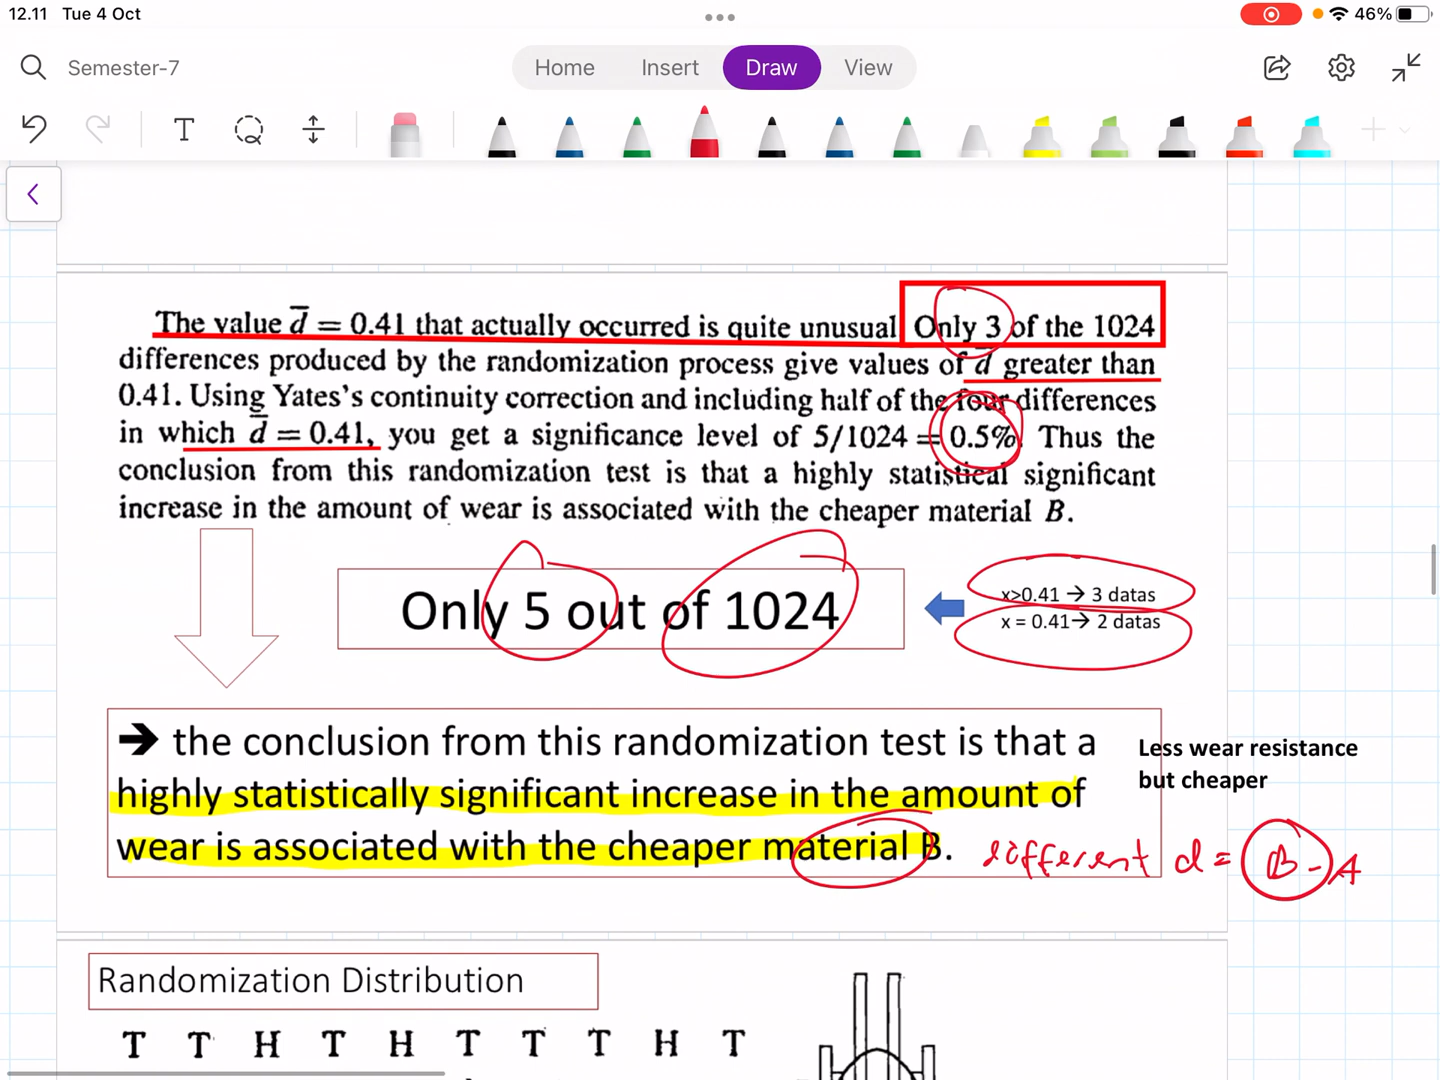 12.11 Tue 4 Oct
46%
Semester-7
Home Insert Draw View
T
The value d̅ = 0.41 that actually occurred is quite unusual Only 3 of the 1024
differences produced by the randomization process give values of d̅ greater than
0.41. Using Yates's continuity correction and including half of the four differences
in which d̅ = 0.41, you get a significance level of 5/1024 = 0.5% Thus the
conclusion from this randomization test is that a highly statistical significant
increase in the amount of wear is associated with the cheaper material B.
Only 5 out of 1024
x>0.41 → 3 datas
x = 0.41→ 2 datas
➔ the conclusion from this randomization test is that a
highly statistically significant increase in the amount of
wear is associated with the cheaper material B.
Less wear resistance
but cheaper
different d = B - A
Randomization Distribution
T T H T H T T T H T